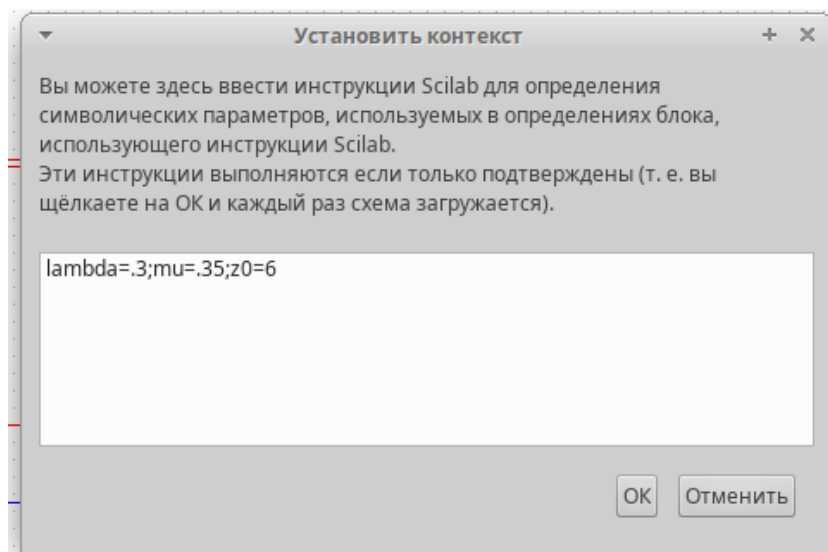 Установить контекст
Вы можете здесь ввести инструкции Scilab для определения
символических параметров, используемых в определениях блока,
использующего инструкции Scilab.
Эти инструкции выполняются если только подтверждены (т. е. вы
щёлкаете на ОК и каждый раз схема загружается).
lambda=.3;mu=.35;z0=6
ОК Отменить